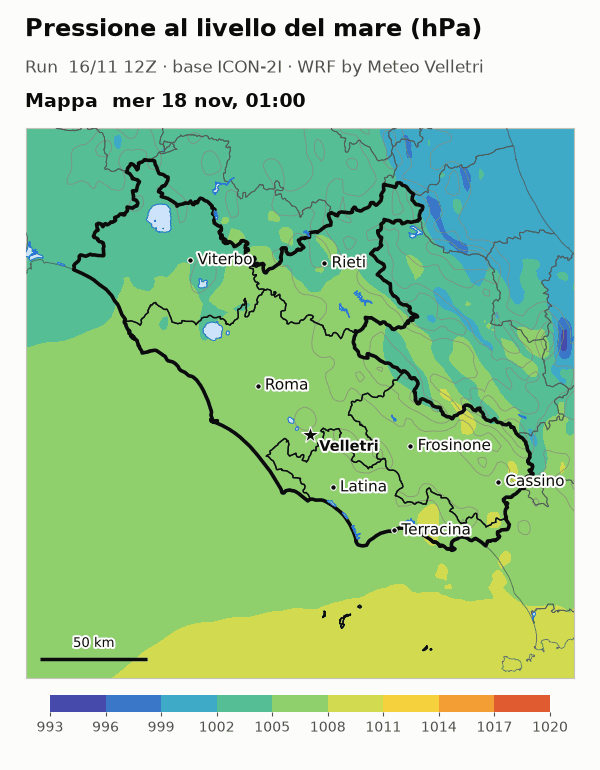 Pressione al livello del mare (hPa)
Run  16/11 12Z · base ICON-2I · WRF by Meteo Velletri
Mappa  mer 18 nov, 01:00
Viterbo
Rieti
Roma
Velletri
Frosinone
Cassino
Latina
Terracina
50 km
993 996 999 1002 1005 1008 1011 1014 1017 1020